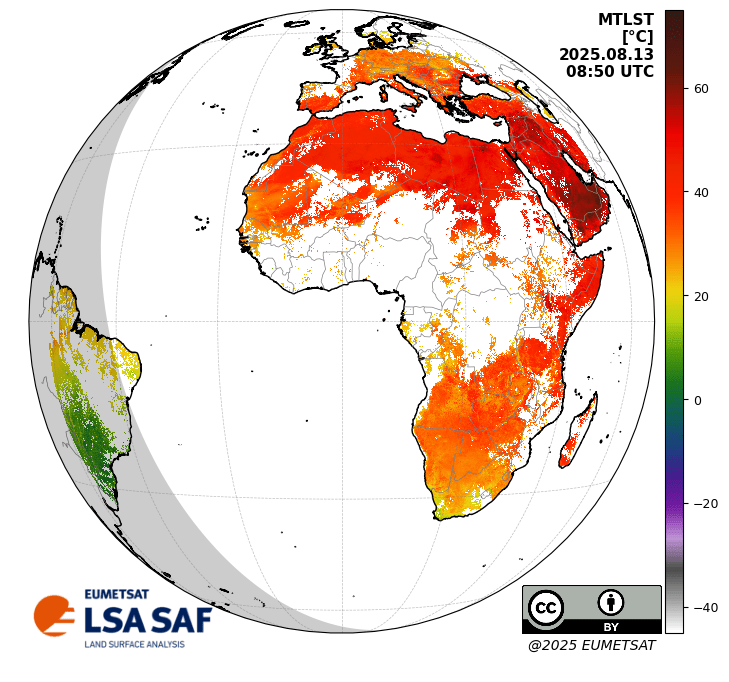 MTLST
[°C]
2025.08.13
08:50 UTC
60
40
20
0
−20
−40
EUMETSAT
LSA SAF
LAND SURFACE ANALYSIS
cc
BY
@2025 EUMETSAT